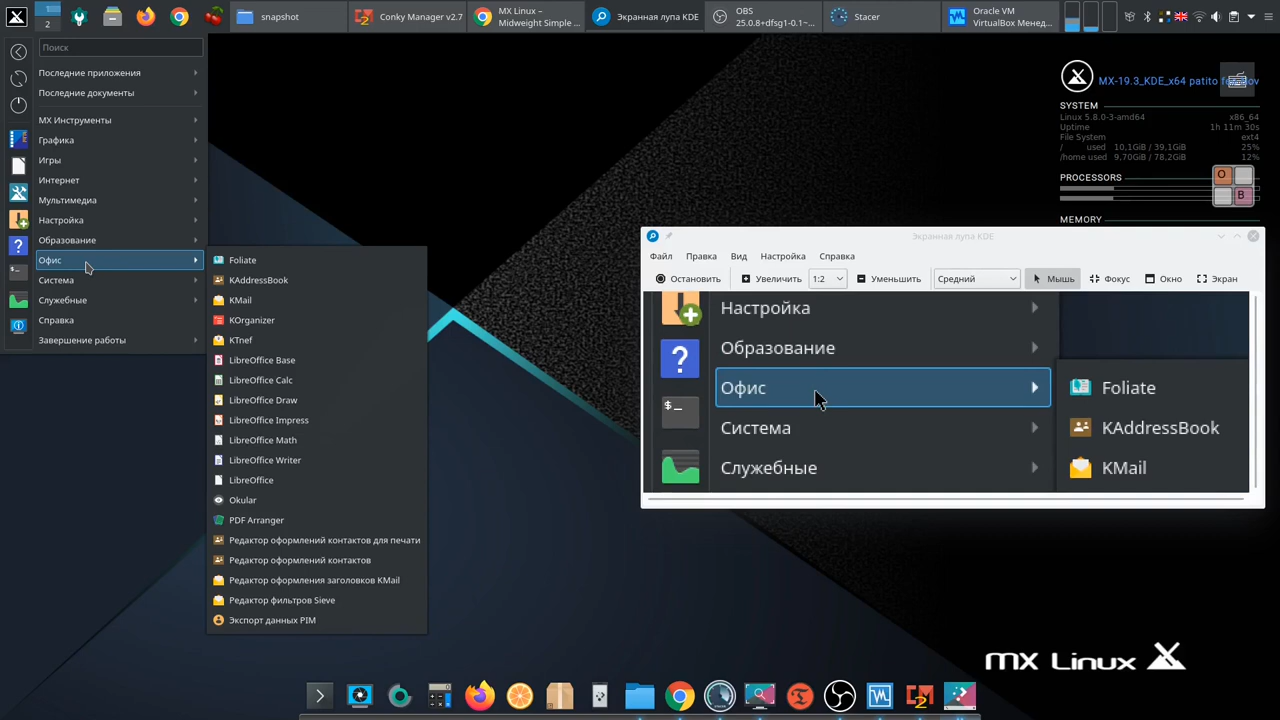 2
snapshot
Conky Manager v2.7
MX Linux –
Midweight Simple ...
Экранная лупа KDE
OBS
25.0.8+dfsg1-0.1~...
Stacer
Oracle VM
VirtualBox Менед...
Поиск
Последние приложения
Последние документы
MX Инструменты
Графика
Игры
Интернет
Мультимедиа
Настройка
Образование
Офис
Система
Служебные
Справка
Завершение работы
Foliate
KAddressBook
KMail
KOrganizer
KTnef
LibreOffice Base
LibreOffice Calc
LibreOffice Draw
LibreOffice Impress
LibreOffice Math
LibreOffice Writer
LibreOffice
Okular
PDF Arranger
Редактор оформлений контактов для печати
Редактор оформлений контактов
Редактор оформления заголовков KMail
Редактор фильтров Sieve
Экспорт данных PIM
MX-19.3_KDE_x64 patito
SYSTEM
Linux 5.8.0-3-amd64 x86_64
Uptime 1h 11m 30s
File System ext4
/ used 10,1GiB / 39,1GiB 25%
/home used 9,70GiB / 78,2GiB 12%
PROCESSORS
O
B
MEMORY
Экранная лупа KDE
Файл Правка Вид Настройка Справка
Остановить Увеличить 1:2 Уменьшить Средний Мышь Фокус Окно Экран
Настройка
Образование
Офис
Система
Служебные
Foliate
KAddressBook
KMail
MX Linux